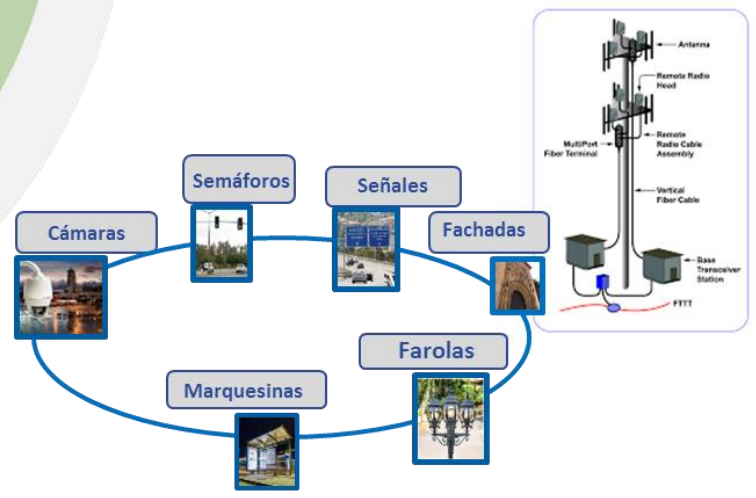 Semáforos
Señales
Cámaras
Fachadas
Farolas
Marquesinas
Antenna
Remote Radio
Head
MultiPort
Fiber Terminal
Remote
Radio Cable
Assembly
Vertical
Fiber Cable
Base
Transceiver
Station
FTTT